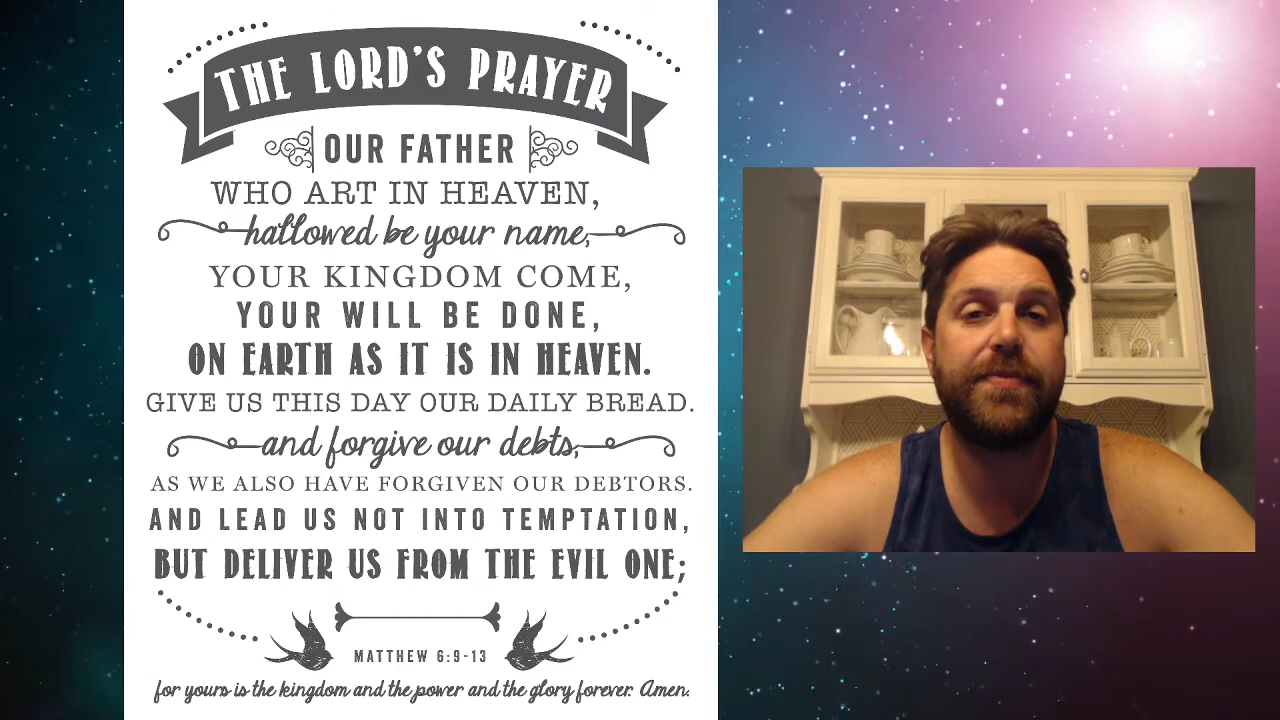 THE LORD'S PRAYER
OUR FATHER
WHO ART IN HEAVEN,
hallowed be your name,
YOUR KINGDOM COME,
YOUR WILL BE DONE,
ON EARTH AS IT IS IN HEAVEN.
GIVE US THIS DAY OUR DAILY BREAD.
and forgive our debts,
AS WE ALSO HAVE FORGIVEN OUR DEBTORS.
AND LEAD US NOT INTO TEMPTATION,
BUT DELIVER US FROM THE EVIL ONE;
MATTHEW 6:9-13
for yours is the kingdom and the power and the glory forever. Amen.